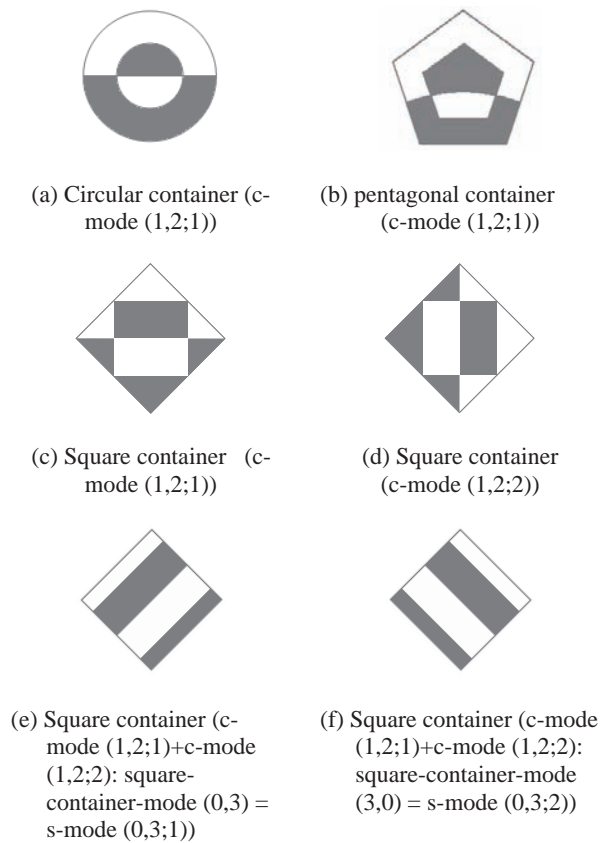 (a) Circular container (c-
mode (1,2;1))
(b) pentagonal container
(c-mode (1,2;1))
(c) Square container (c-
mode (1,2;1))
(d) Square container
(c-mode (1,2;2))
(e) Square container (c-
mode (1,2;1)+c-mode
(1,2;2): square-
container-mode (0,3) =
s-mode (0,3;1))
(f) Square container (c-mode
(1,2;1)+c-mode (1,2;2):
square-container-mode
(3,0) = s-mode (0,3;2))